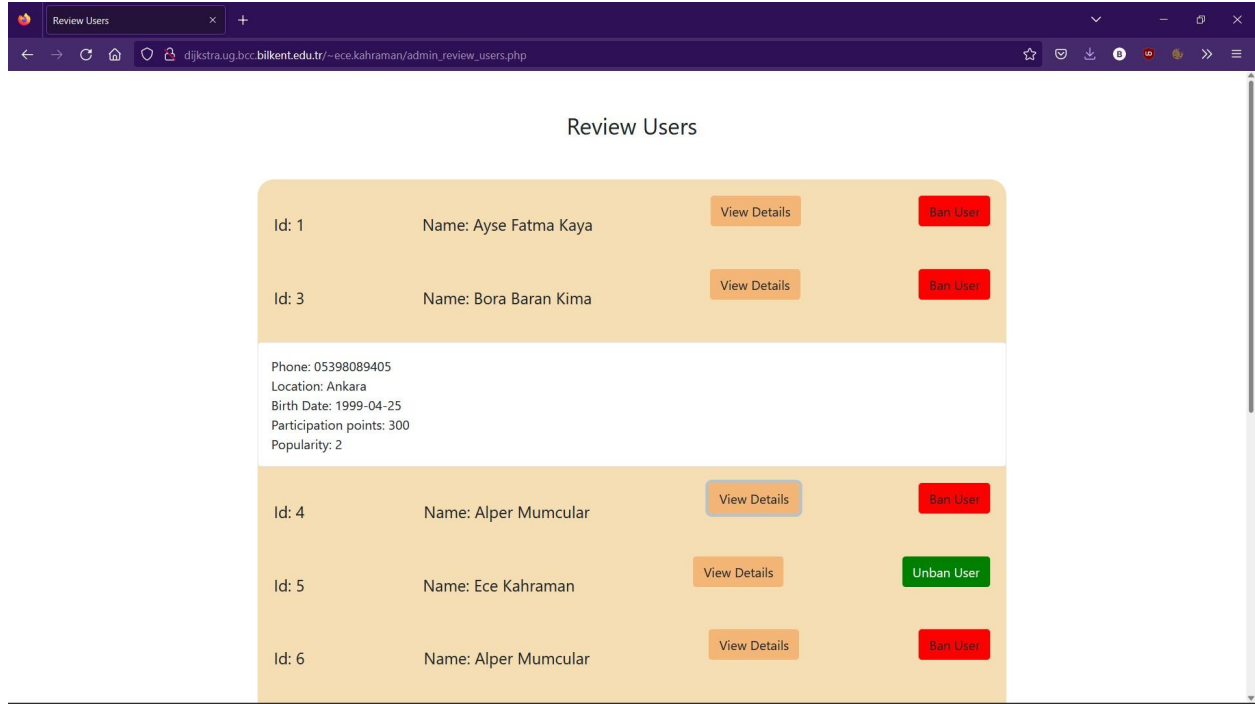 Review Users
dijkstra.ug.bcc.bilkent.edu.tr/~ece.kahraman/admin_review_users.php
Review Users
Id: 1 Name: Ayse Fatma Kaya View Details Ban User
Id: 3 Name: Bora Baran Kima View Details Ban User
Phone: 05398089405
Location: Ankara
Birth Date: 1999-04-25
Participation points: 300
Popularity: 2
Id: 4 Name: Alper Mumcular View Details Ban User
Id: 5 Name: Ece Kahraman View Details Unban User
Id: 6 Name: Alper Mumcular View Details Ban User